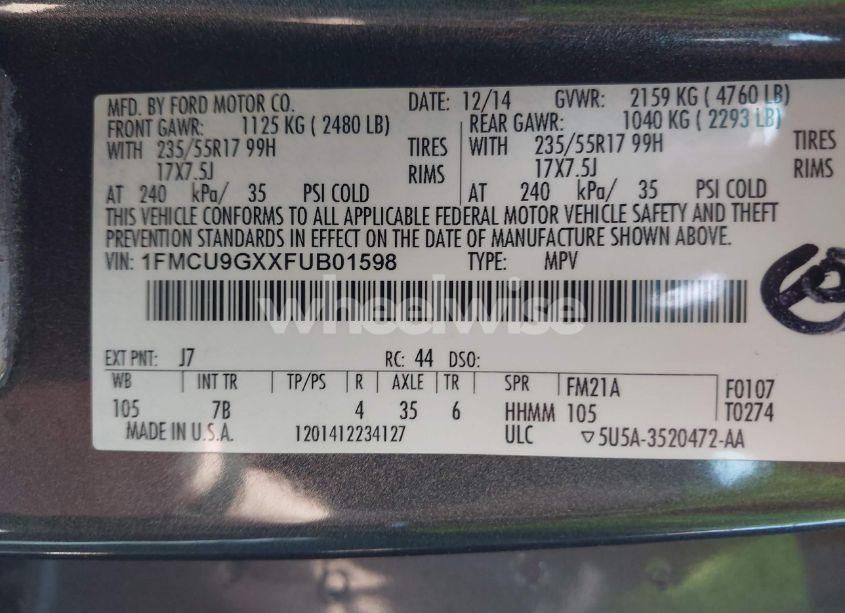 MFD. BY FORD MOTOR CO. DATE: 12/14 GVWR: 2159 KG ( 4760 LB)
FRONT GAWR: 1125 KG ( 2480 LB) REAR GAWR: 1040 KG ( 2293 LB)
WITH 235/55R17 99H TIRES WITH 235/55R17 99H TIRES
17X7.5J RIMS 17X7.5J RIMS
AT 240 kPa/ 35 PSI COLD AT 240 kPa/ 35 PSI COLD
THIS VEHICLE CONFORMS TO ALL APPLICABLE FEDERAL MOTOR VEHICLE SAFETY AND THEFT
PREVENTION STANDARDS IN EFFECT ON THE DATE OF MANUFACTURE SHOWN ABOVE.
VIN: 1FMCU9GXXFUB01598 TYPE: MPV
wheelwise
EXT PNT: J7 RC: 44 DSO:
WB INT TR TP/PS R AXLE TR SPR FM21A F0107
105 7B 4 35 6 HHMM 105 T0274
MADE IN U.S.A. 1201412234127 ULC ▽5U5A-3520472-AA